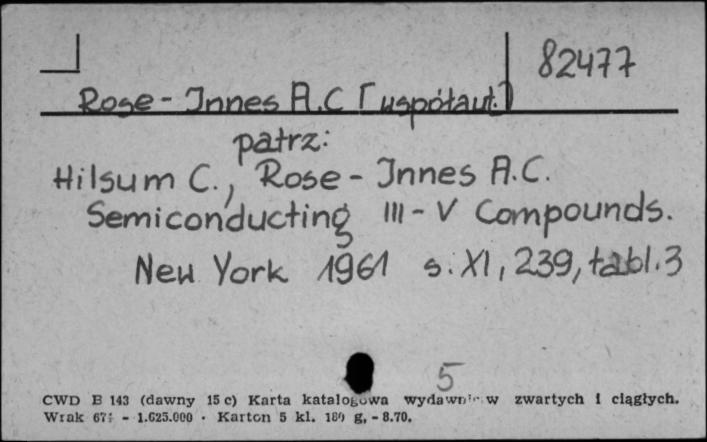 82477
Rose - Innes A.C [współaut.]
patrz:
Hilsum C., Rose - Innes A.C.
Semiconducting III - V Compounds.
New York 1961 s. XI, 239, tabl. 3
5
CWD E 143 (dawny 15 c) Karta katalogowa wydawnictw zwartych i ciągłych.
Wrak - 1.625.000 · Karton 5 kl. 180 g, - 8.70.